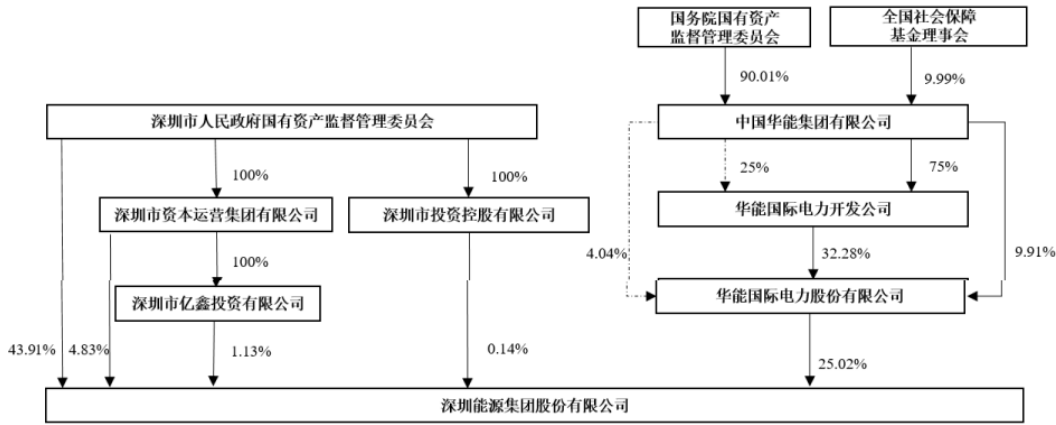 国务院国有资产
监督管理委员会
全国社会保障
基金理事会
90.01%
9.99%
深圳市人民政府国有资产监督管理委员会
中国华能集团有限公司
100%
100%
25%
75%
深圳市资本运营集团有限公司
深圳市投资控股有限公司
华能国际电力开发公司
100%
4.04%
32.28%
9.91%
深圳市亿鑫投资有限公司
华能国际电力股份有限公司
43.91%
4.83%
1.13%
0.14%
25.02%
深圳能源集团股份有限公司